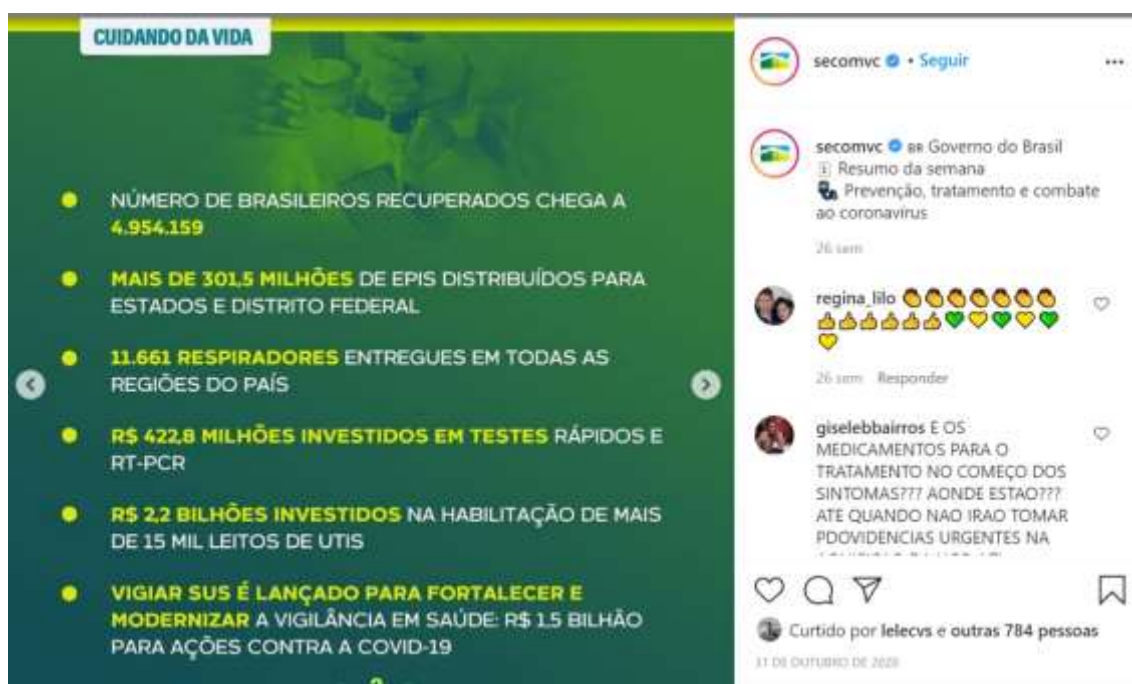 CUIDANDO DA VIDA
NÚMERO DE BRASILEIROS RECUPERADOS CHEGA A
4.954.159
MAIS DE 301,5 MILHÕES DE EPIS DISTRIBUÍDOS PARA
ESTADOS E DISTRITO FEDERAL
11.661 RESPIRADORES ENTREGUES EM TODAS AS
REGIÕES DO PAÍS
R$ 422,8 MILHÕES INVESTIDOS EM TESTES RÁPIDOS E
RT-PCR
R$ 2,2 BILHÕES INVESTIDOS NA HABILITAÇÃO DE MAIS
DE 15 MIL LEITOS DE UTIS
VIGIAR SUS É LANÇADO PARA FORTALECER E
MODERNIZAR A VIGILÂNCIA EM SAÚDE: R$ 1,5 BILHÃO
PARA AÇÕES CONTRA A COVID-19
secomvc • Seguir
secomvc BR Governo do Brasil
Resumo da semana
Prevenção, tratamento e combate
ao coronavírus
26 sem
regina_lilo 👏👏👏👏👏👏👏
👍👍👍👍👍👍💚💛💚💛💚
💛
26 sem Responder
giselebbairros E OS
MEDICAMENTOS PARA O
TRATAMENTO NO COMEÇO DOS
SINTOMAS??? AONDE ESTAO???
ATE QUANDO NAO IRAO TOMAR
PDOVIDENCIAS URGENTES NA
Curtido por lelecvs e outras 784 pessoas
31 DE OUTUBRO DE 2020